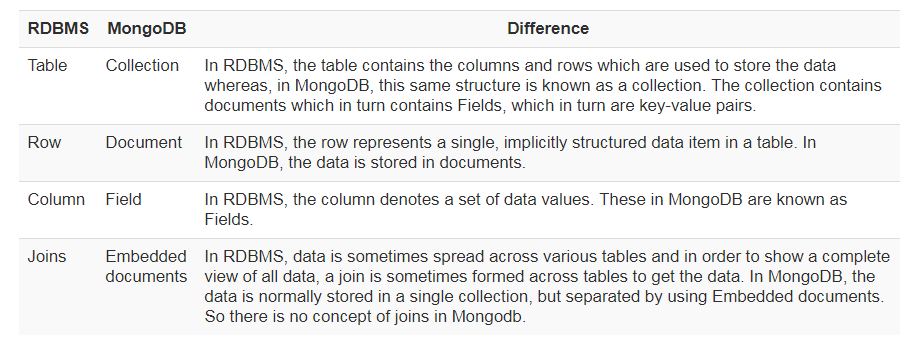 RDBMS MongoDB Difference
Table Collection In RDBMS, the table contains the columns and rows which are used to store the data
whereas, in MongoDB, this same structure is known as a collection. The collection contains
documents which in turn contains Fields, which in turn are key-value pairs.
Row Document In RDBMS, the row represents a single, implicitly structured data item in a table. In
MongoDB, the data is stored in documents.
Column Field In RDBMS, the column denotes a set of data values. These in MongoDB are known as
Fields.
Joins Embedded In RDBMS, data is sometimes spread across various tables and in order to show a complete
documents view of all data, a join is sometimes formed across tables to get the data. In MongoDB, the
data is normally stored in a single collection, but separated by using Embedded documents.
So there is no concept of joins in Mongodb.